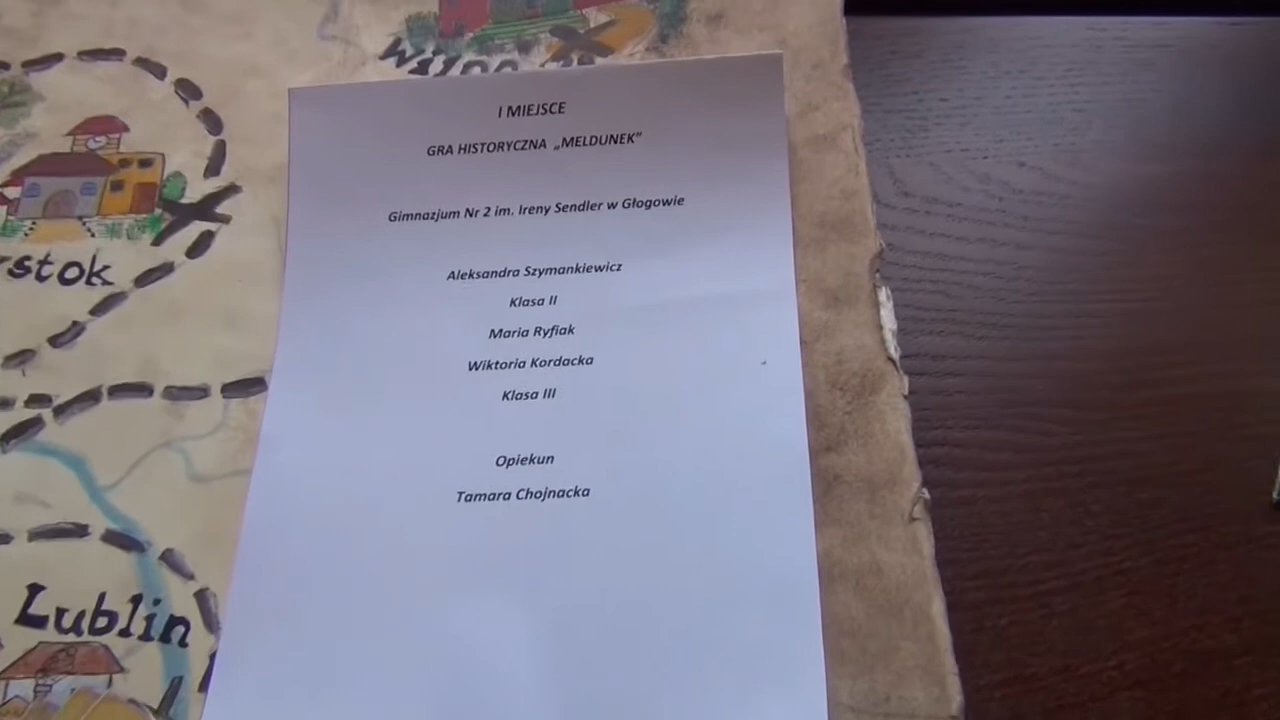 I MIEJSCE
GRA HISTORYCZNA „MELDUNEK”
Gimnazjum Nr 2 im. Ireny Sendler w Głogowie
Aleksandra Szymankiewicz
Klasa II
Maria Ryfiak
Wiktoria Kordacka
Klasa III
Opiekun
Tamara Chojnacka
stok
Lublin